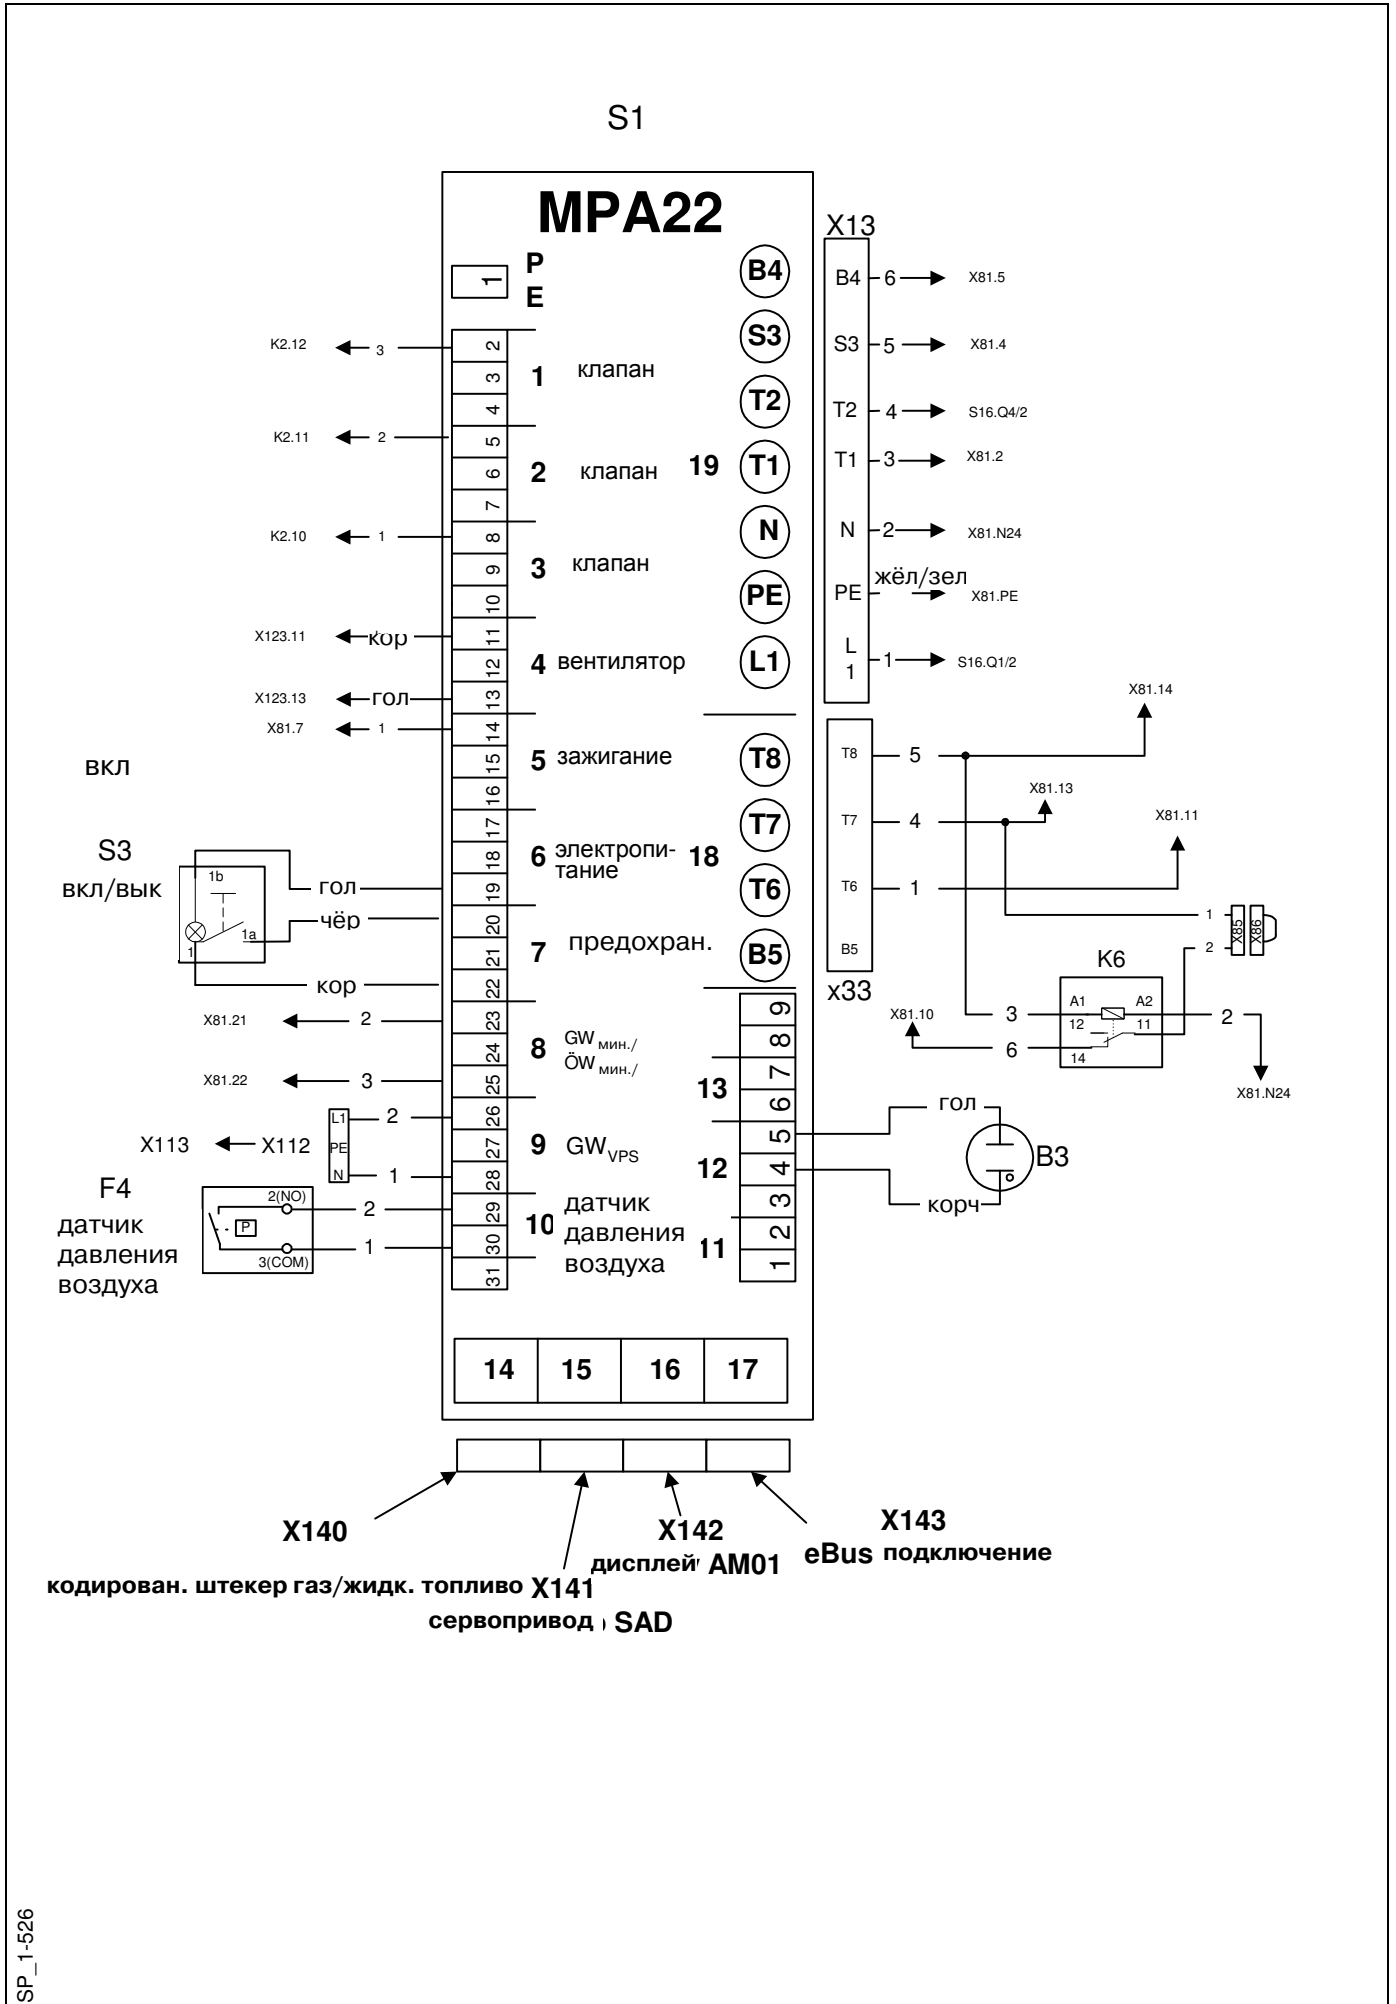 S1
MPA22
P
E
1
B4
S3
T2
T1
N
PE
L1
19
T8
T7
T6
B5
18
K2.12
3
K2.11
2
K2.10
1
X123.11
кор
X123.13
гол
X81.7
1
2
3
4
5
6
7
8
9
10
11
12
13
14
15
16
17
18
19
20
21
22
23
24
25
26
27
28
29
30
31
1 клапан
2 клапан
3 клапан
4 вентилятор
5 зажигание
6 электропи-
тание
7 предохран.
8 GW мин./
ÖW мин./
9 GW VPS
10 датчик
давления
воздуха
вкл
S3
вкл/вык
1b
1a
1
гол
чёр
кор
X81.21
2
X81.22
3
X113
X112
L1
PE
N
2
1
F4
датчик
давления
воздуха
2(NO)
P
3(COM)
2
1
13
12
11
9
8
7
6
5
4
3
2
1
X13
B4 6 X81.5
S3 5 X81.4
T2 4 S16.Q4/2
T1 3 X81.2
N 2 X81.N24
PE жёл/зел X81.PE
L
1
1 S16.Q1/2
T8 5 X81.14
T7 4 X81.13
T6 1 X81.11
B5
x33
1
2
X85
X86
K6
A1
A2
12
11
14
X81.10
3
6
2
X81.N24
гол
B3
корч
14 15 16 17
X140
X142
X143
дисплей AM01
eBus подключение
кодирован. штекер газ/жидк. топливо X141
сервопривод SAD
SP_1-526